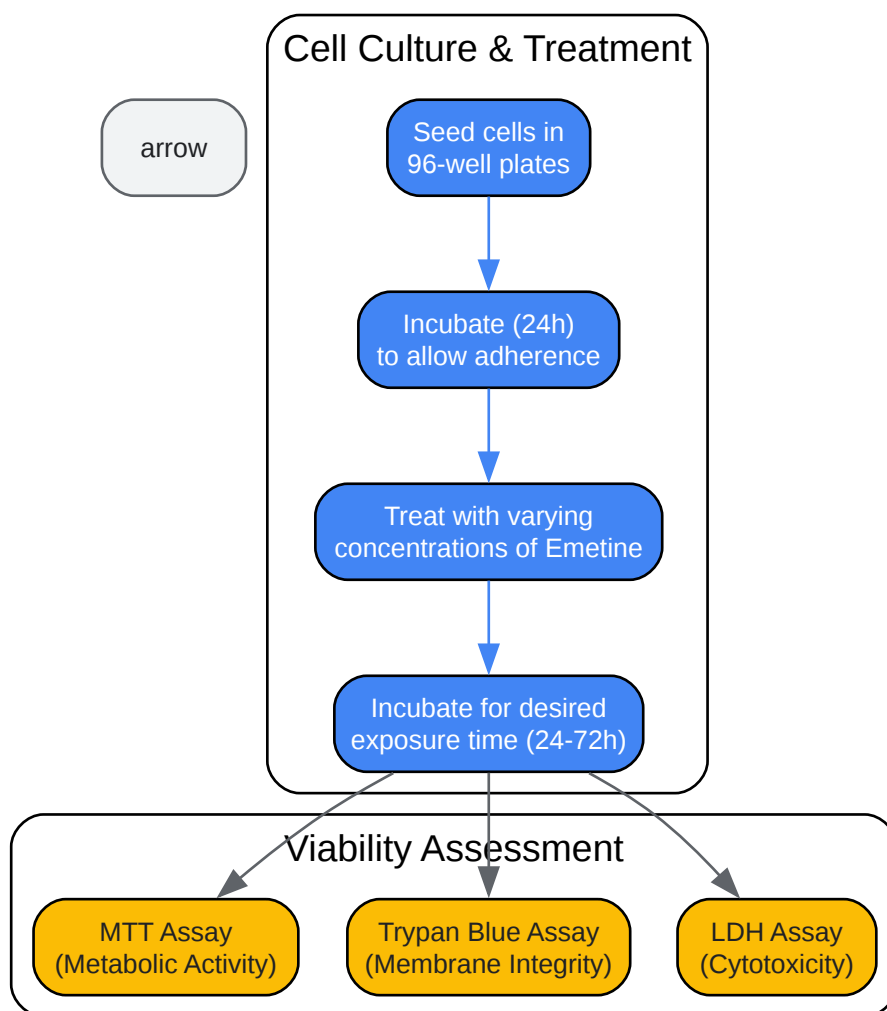 Cell Culture & Treatment
arrow
Seed cells in
96-well plates
Incubate (24h)
to allow adherence
Treat with varying
concentrations of Emetine
Incubate for desired
exposure time (24-72h)
Viability Assessment
MTT Assay
(Metabolic Activity)
Trypan Blue Assay
(Membrane Integrity)
LDH Assay
(Cytotoxicity)